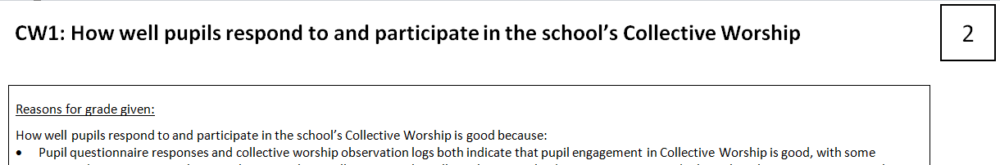 CW1: How well pupils respond to and participate in the school's Collective Worship
2
Reasons for grade given:
How well pupils respond to and participate in the school's Collective Worship is good because:
• Pupil questionnaire responses and collective worship observation logs both indicate that pupil engagement in Collective Worship is good, with some